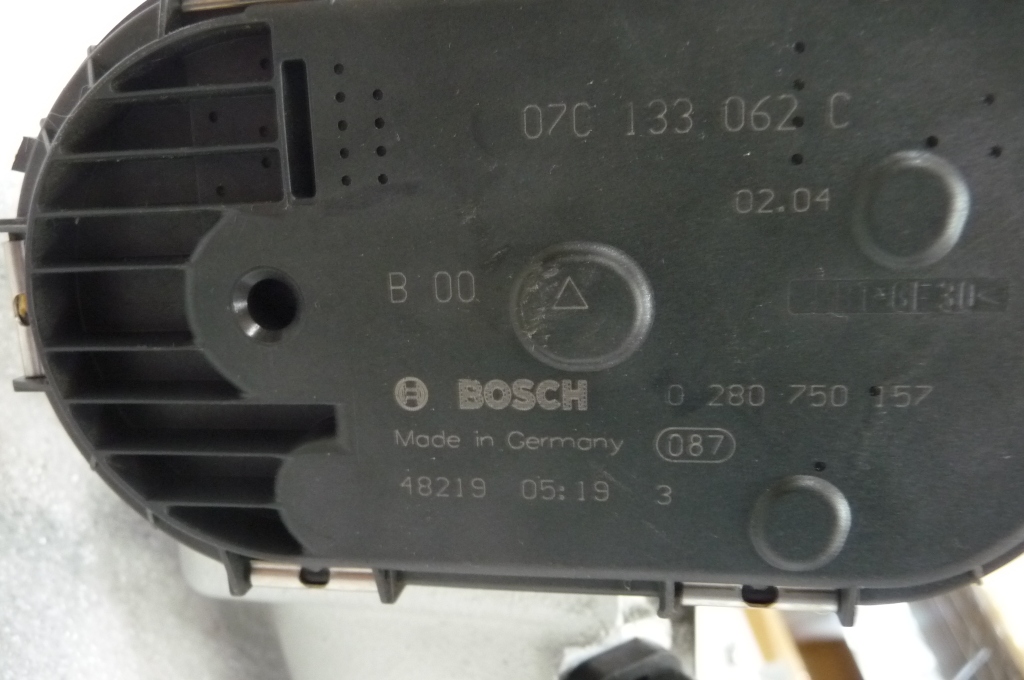 07C 133 062 C
02.04
B 00
BOSCH 0 280 750 157
Made in Germany 087
48219 05:19 3